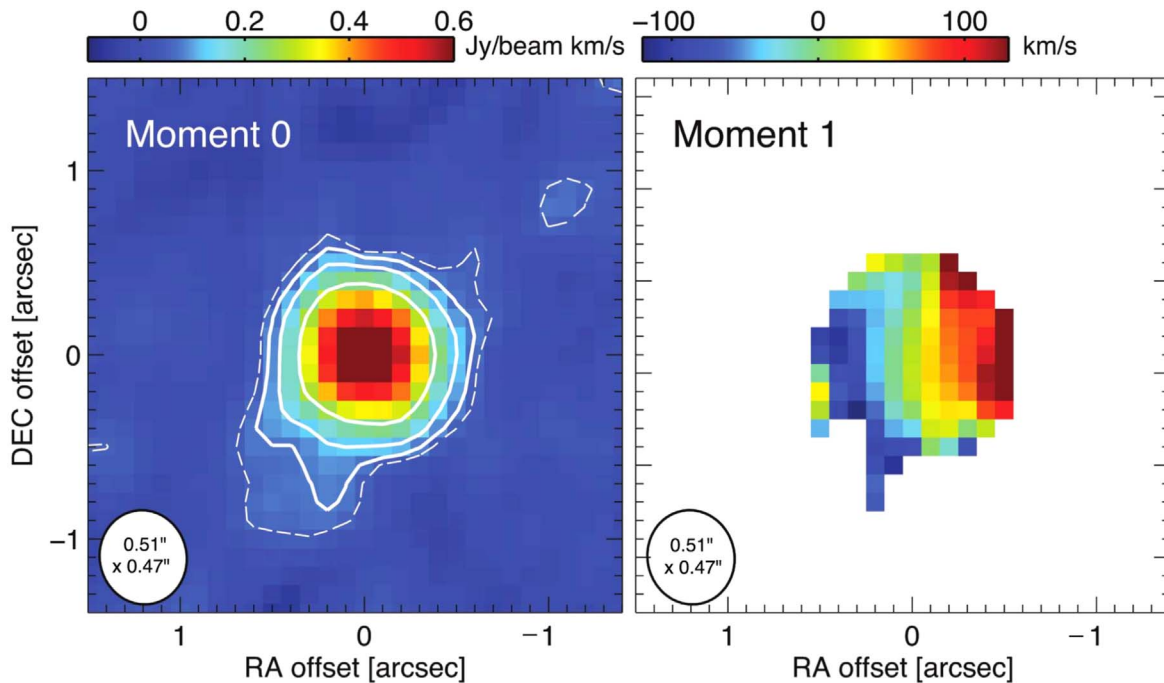 0 0.2 0.4 0.6
Jy/beam km/s
-100 0 100
km/s
Moment 0
Moment 1
DEC offset [arcsec]
1
0
-1
0.51"
x 0.47"
0.51"
x 0.47"
1 0 -1
1 0 -1
RA offset [arcsec]
RA offset [arcsec]